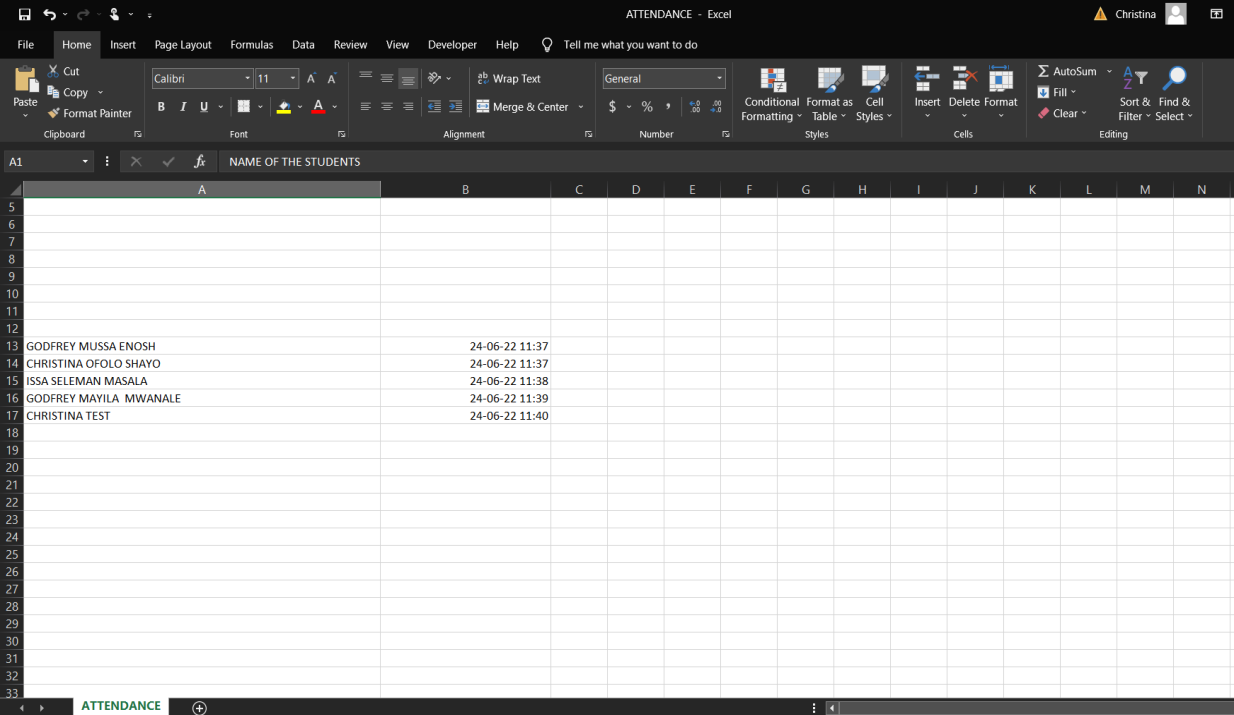 ATTENDANCE - Excel
Christina
File Home Insert Page Layout Formulas Data Review View Developer Help Tell me what you want to do
Paste
Cut
Copy
Format Painter
Clipboard
Calibri 11 A A
B I U A
Font
ab Wrap Text
Merge & Center
Alignment
General
$ % , .00 .00
Number
Conditional Formatting
Format as Table
Cell Styles
Styles
Insert Delete Format
Cells
Σ AutoSum
Fill
Clear
Sort & Filter
Find & Select
Editing
A1 fx NAME OF THE STUDENTS
A B C D E F G H I J K L M N
5
6
7
8
9
10
11
12
13 GODFREY MUSSA ENOSH 24-06-22 11:37
14 CHRISTINA OFOLO SHAYO 24-06-22 11:37
15 ISSA SELEMAN MASALA 24-06-22 11:38
16 GODFREY MAYILA  MWANALE 24-06-22 11:39
17 CHRISTINA TEST 24-06-22 11:40
18
19
20
21
22
23
24
25
26
27
28
29
30
31
32
33
ATTENDANCE